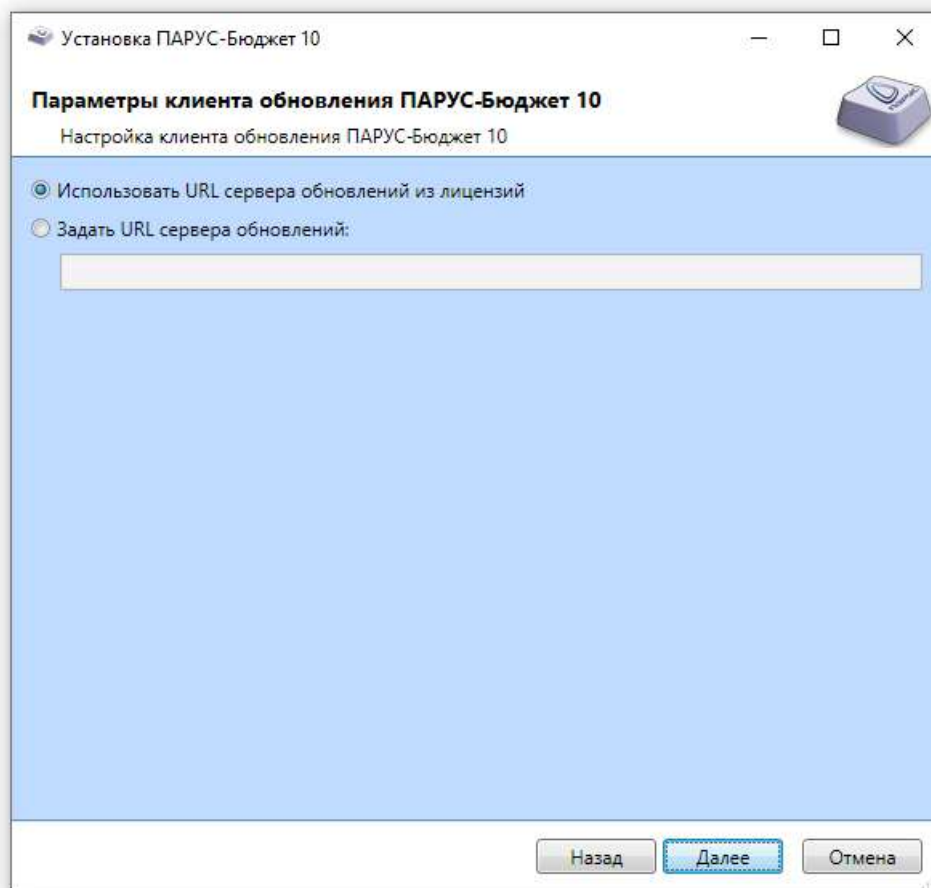 Установка ПАРУС-Бюджет 10
Параметры клиента обновления ПАРУС-Бюджет 10
Настройка клиента обновления ПАРУС-Бюджет 10
Использовать URL сервера обновлений из лицензий
Задать URL сервера обновлений:
Назад Далее Отмена